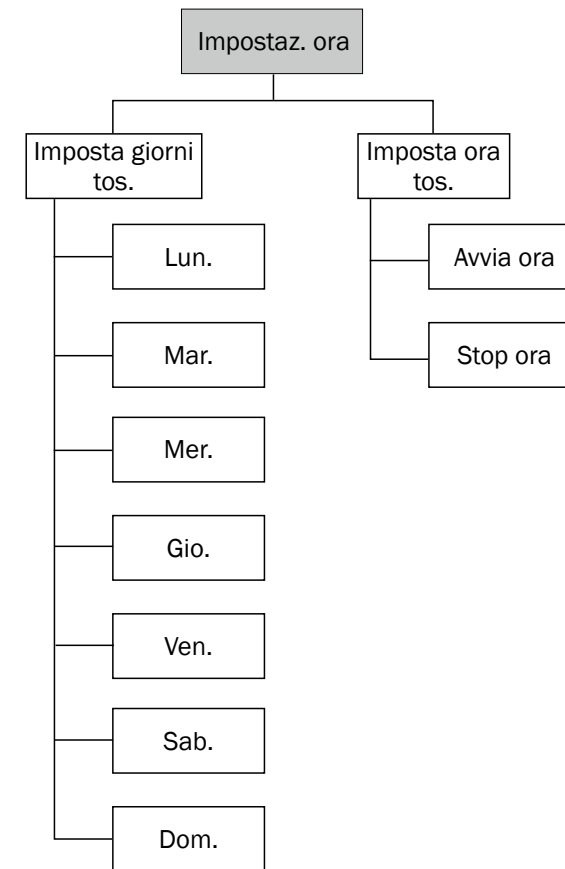 Impostaz. ora
Imposta giorni
tos.
Lun.
Mar.
Mer.
Gio.
Ven.
Sab.
Dom.
Imposta ora
tos.
Avvia ora
Stop ora